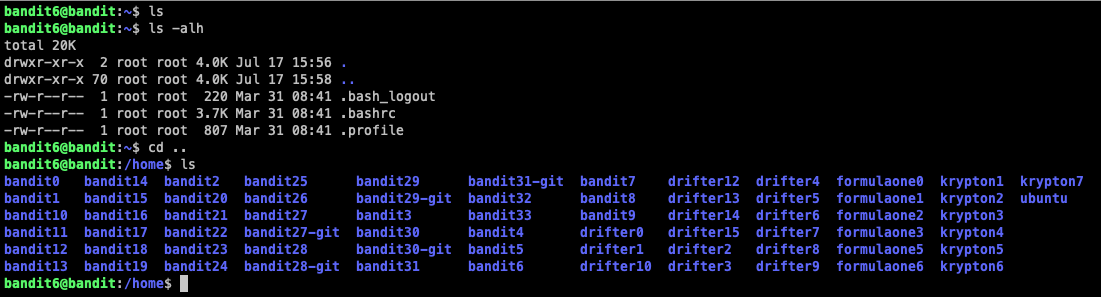 bandit6@bandit:~$ ls
bandit6@bandit:~$ ls -alh
total 20K
drwxr-xr-x  2 root root 4.0K Jul 17 15:56 .
drwxr-xr-x 70 root root 4.0K Jul 17 15:58 ..
-rw-r--r--  1 root root  220 Mar 31 08:41 .bash_logout
-rw-r--r--  1 root root 3.7K Mar 31 08:41 .bashrc
-rw-r--r--  1 root root  807 Mar 31 08:41 .profile
bandit6@bandit:~$ cd ..
bandit6@bandit:/home$ ls
bandit0   bandit14  bandit2   bandit25      bandit29      bandit31-git  bandit7    drifter12  drifter4  formulaone0  krypton1  krypton7
bandit1   bandit15  bandit20  bandit26      bandit29-git  bandit32      bandit8    drifter13  drifter5  formulaone1  krypton2  ubuntu
bandit10  bandit16  bandit21  bandit27      bandit3       bandit33      bandit9    drifter14  drifter6  formulaone2  krypton3
bandit11  bandit17  bandit22  bandit27-git  bandit30      bandit4       drifter0   drifter15  drifter7  formulaone3  krypton4
bandit12  bandit18  bandit23  bandit28      bandit30-git  bandit5       drifter1   drifter2   drifter8  formulaone5  krypton5
bandit13  bandit19  bandit24  bandit28-git  bandit31      bandit6       drifter10  drifter3   drifter9  formulaone6  krypton6
bandit6@bandit:/home$